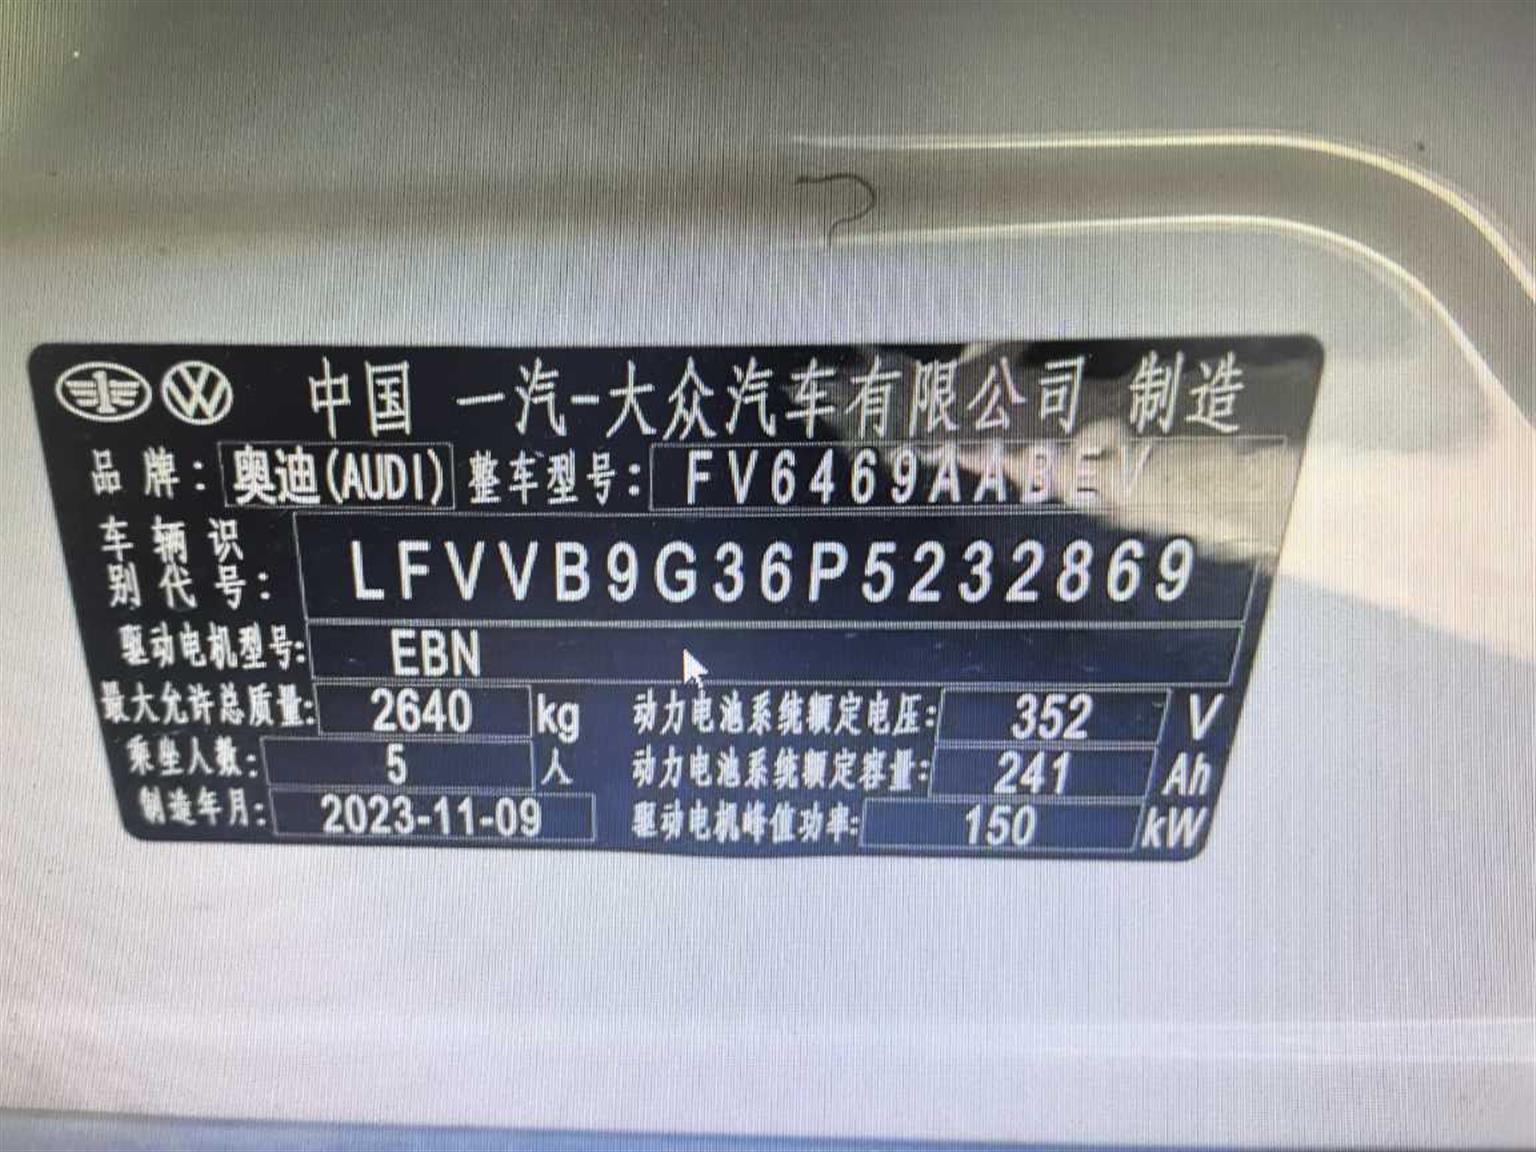 中国 一汽-大众汽车有限公司 制造
品牌: 奥迪(AUDI) 整车型号: FV6469AABEV
车辆识别代号: LFVVB9G36P5232869
驱动电机型号: EBN
最大允许总质量: 2640 kg 动力电池系统额定电压: 352 V
乘坐人数: 5 人 动力电池系统额定容量: 241 Ah
制造年月: 2023-11-09 驱动电机峰值功率: 150 kW